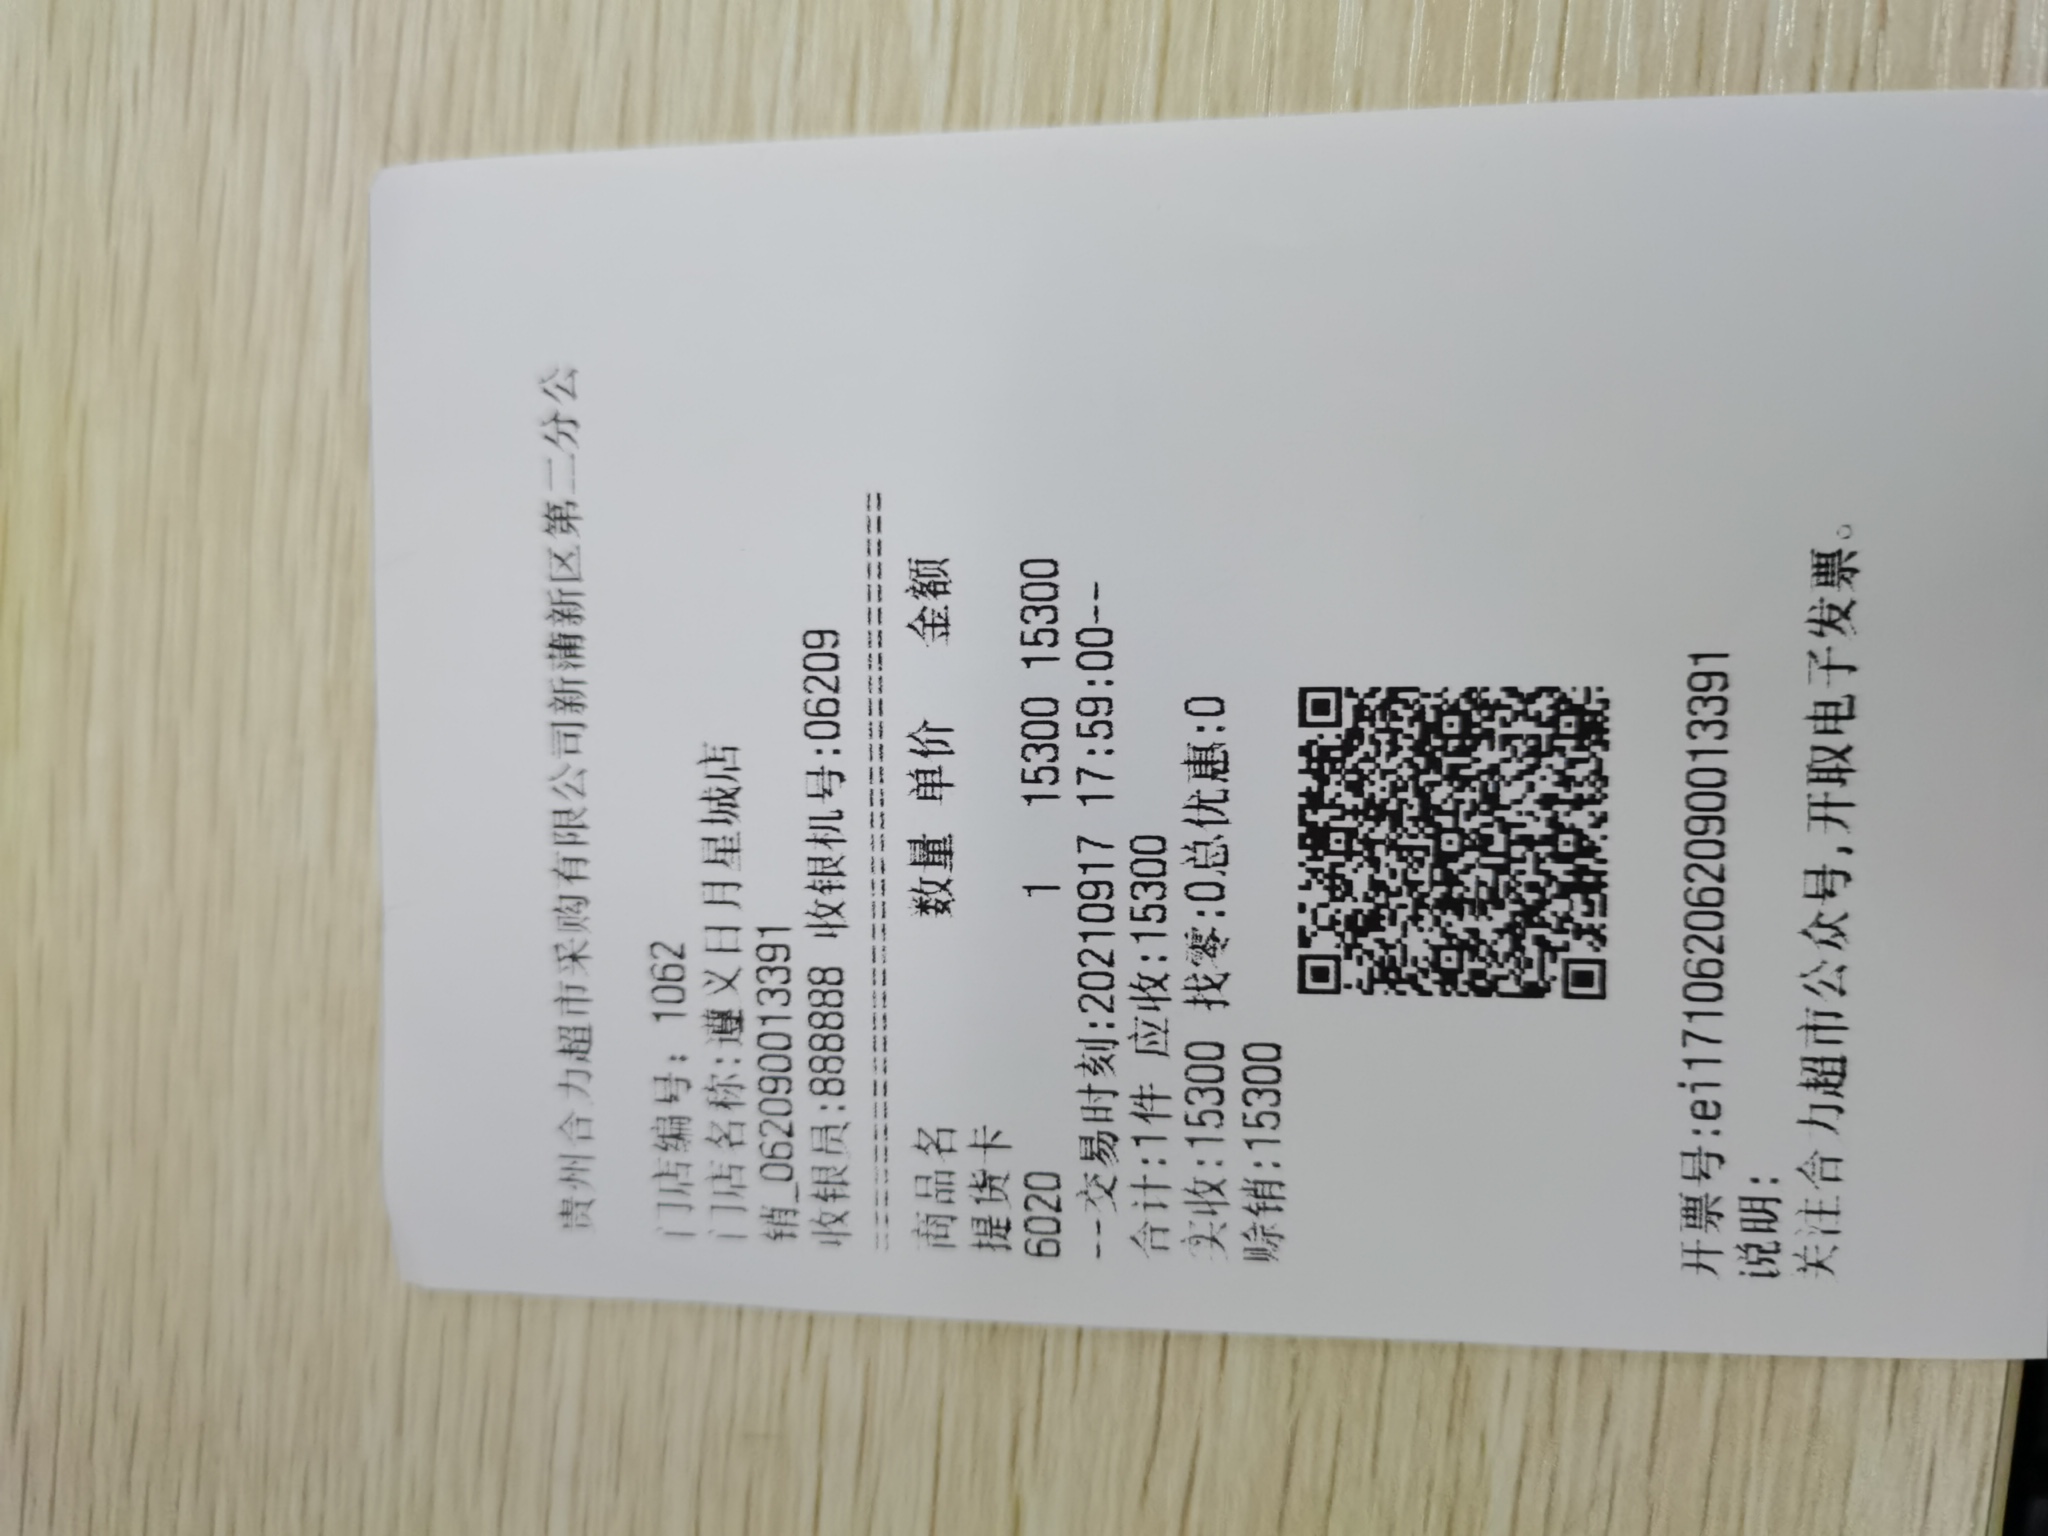 贵州合力超市采购有限公司新蒲新区第二分公
门店编号: 1062
门店名称:遵义日月星城店
销_0620900133​91
收银员:888888 收银机号:06209
================================
商品名 数量 单价 金额
提货卡
6020 1 15300 15300
--交易时刻:20210917 17:59:00--
合计:1件 应收:15300
实收:15300 找零:0总优惠:0
赊销:15300
开票号:ei171062062090013391
说明:
关注合力超市公众号,开取电子发票。